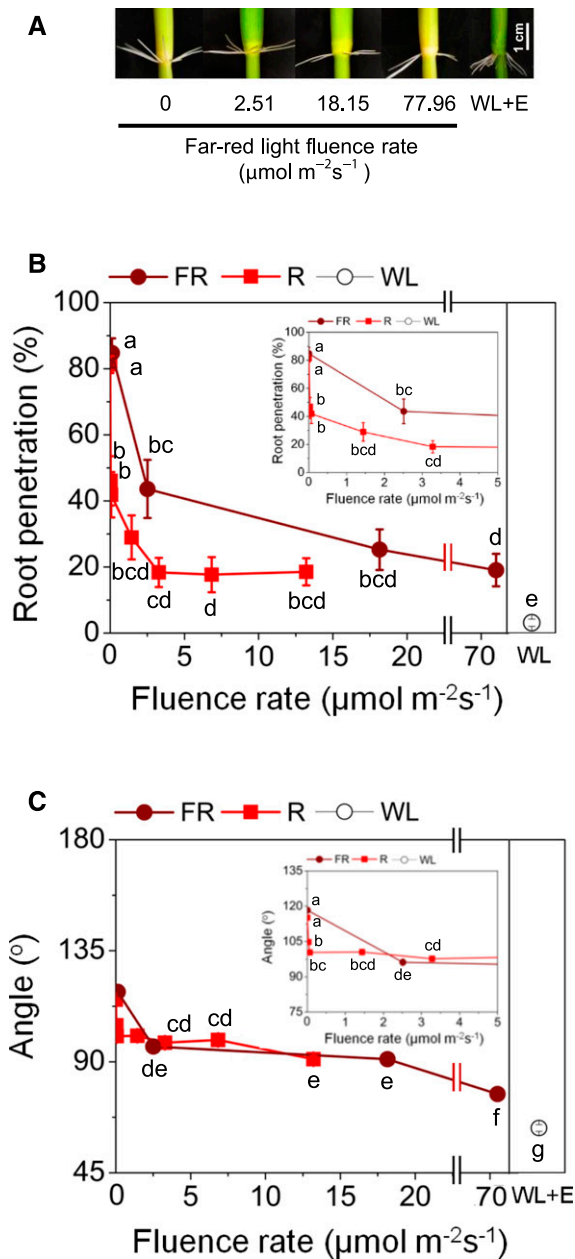 A
1 cm
0 2.51 18.15 77.96 WL+E
Far-red light fluence rate
(µmol m⁻²s⁻¹ )
B
FR R WL
100
80
60
40
20
0
Root penetration (%)
a
a
b
b
bc
bcd
cd
d
bcd
bcd
d
e
FR R WL
100
80
60
40
20
0
Root penetration (%)
a
a
b
b
bc
bcd
cd
0 1 2 3 4 5
Fluence rate (µmol m⁻²s⁻¹)
0 5 10 15 20 70 WL
Fluence rate (µmol m⁻²s⁻¹)
C
FR R WL
180
135
90
45
Angle (°)
cd
cd
de
e
e
f
g
FR R WL
135
120
105
90
75
Angle (°)
a
a
b
bc
bcd
cd
de
0 1 2 3 4 5
Fluence rate (µmol m⁻²s⁻¹)
0 5 10 15 20 70 WL+E
Fluence rate (µmol m⁻²s⁻¹)